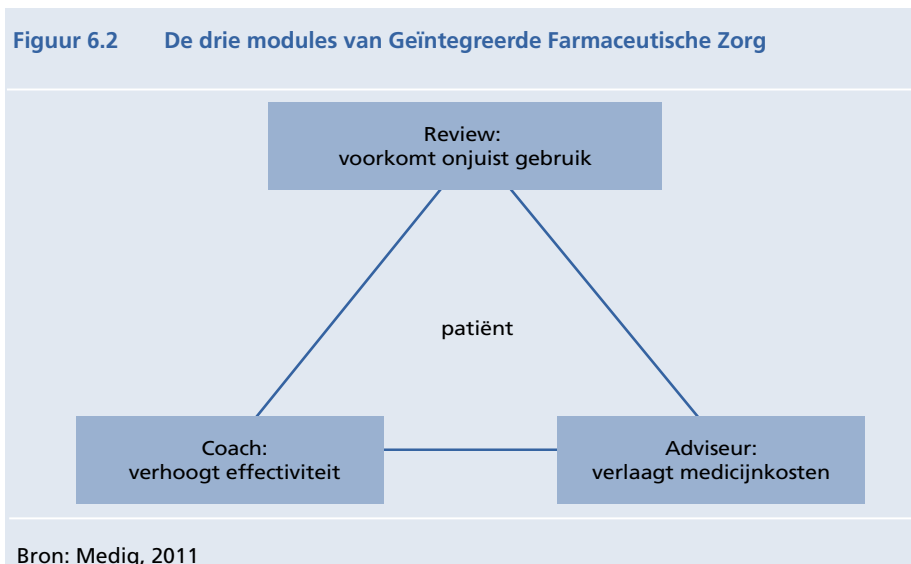 Figuur 6.2 De drie modules van Geïntegreerde Farmaceutische Zorg
Review:
voorkomt onjuist gebruik
patiënt
Coach:
verhoogt effectiviteit
Adviseur:
verlaagt medicijnkosten
Bron: Mediq, 2011